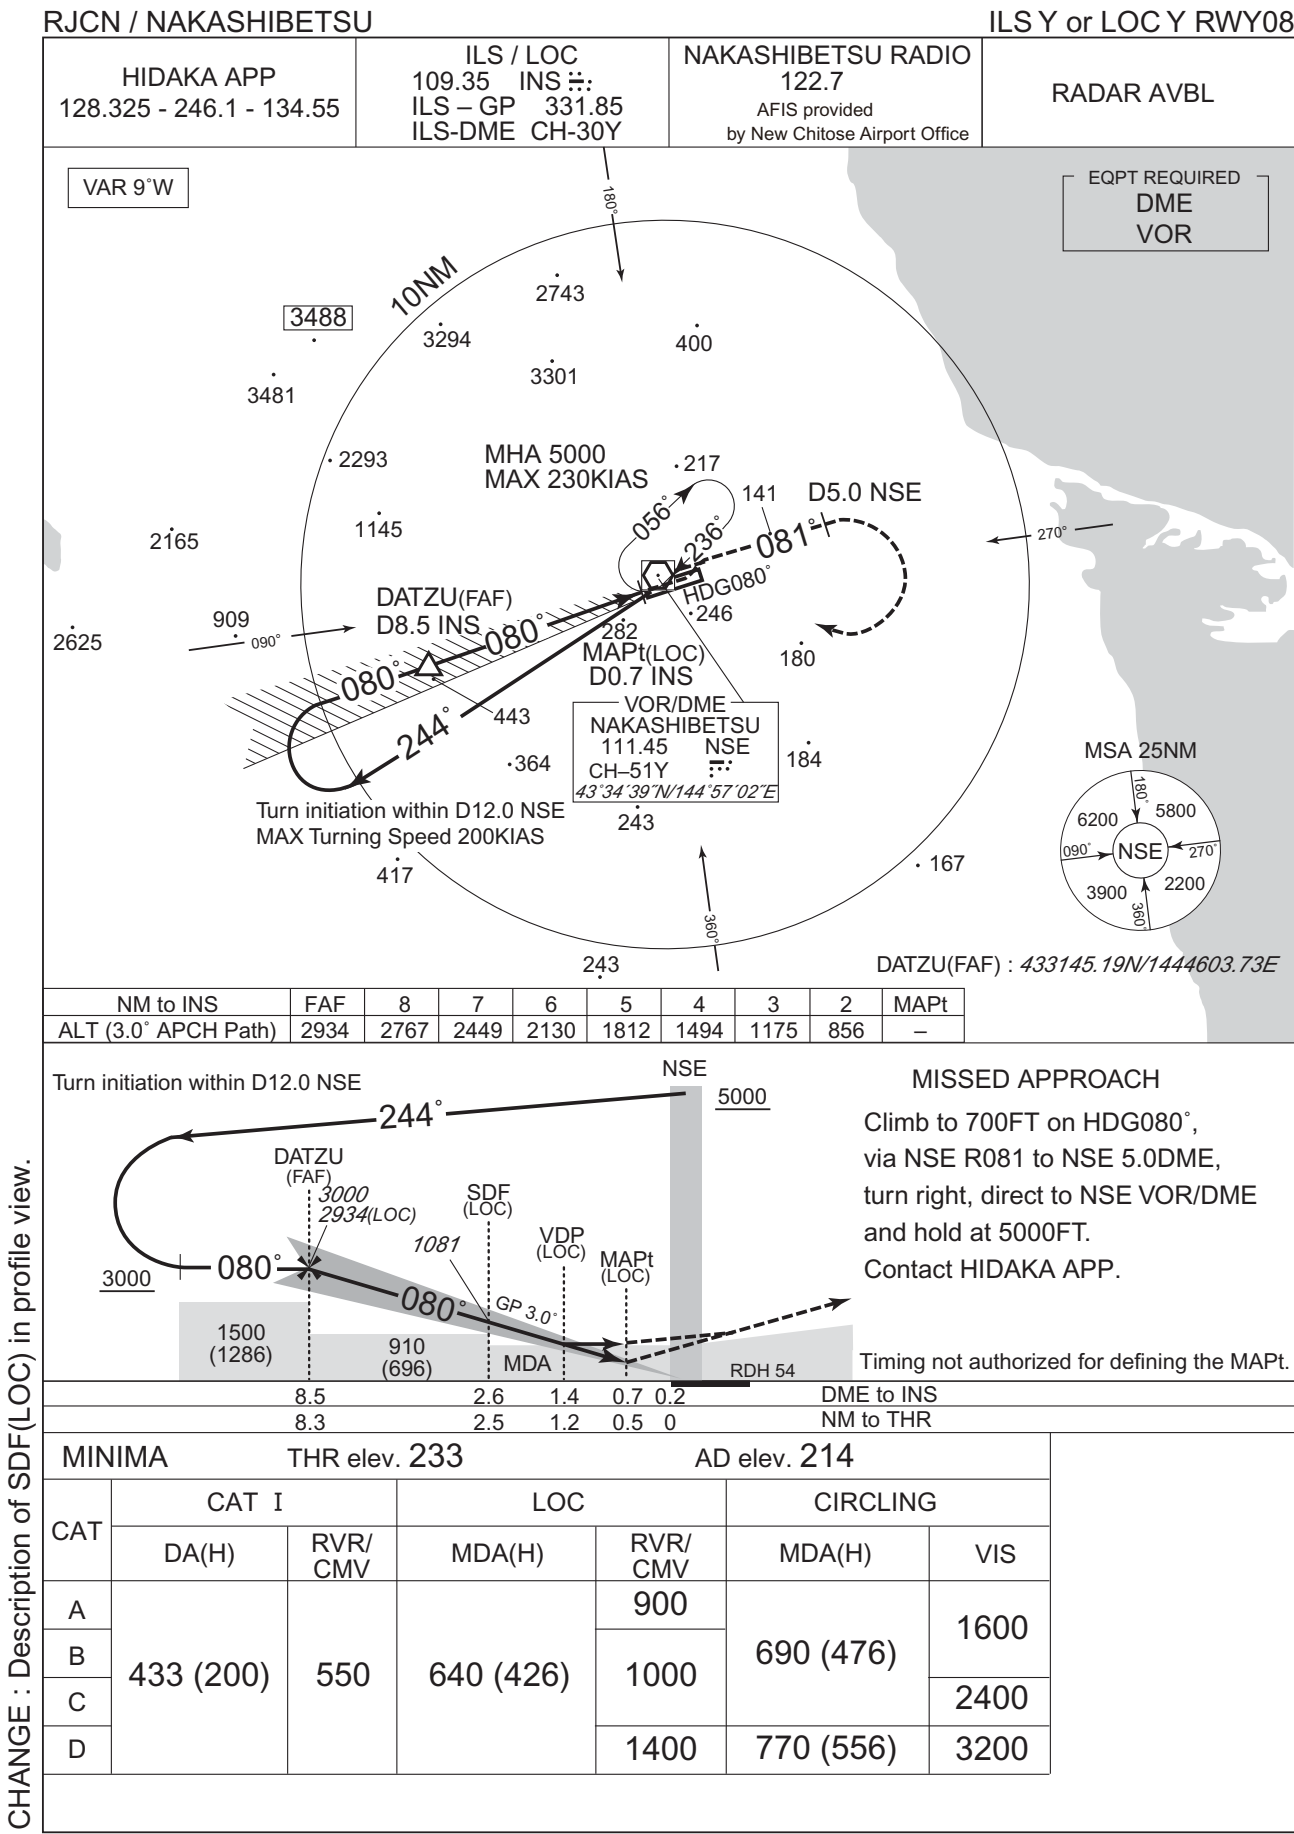 RJCN / NAKASHIBETSU
ILS Y or LOC Y RWY08
HIDAKA APP
128.325 - 246.1 - 134.55
ILS / LOC
109.35 INS
ILS – GP 331.85
ILS-DME CH-30Y
NAKASHIBETSU RADIO
122.7
AFIS provided
by New Chitose Airport Office
RADAR AVBL
VAR 9°W
EQPT REQUIRED
DME
VOR
180°
10NM
2743
3488
3294
400
3301
3481
2293
MHA 5000
MAX 230KIAS
217
141
D5.0 NSE
056°
236°
081°
270°
1145
2165
HDG080°
DATZU(FAF)
D8.5 INS
909
090°
2625
080°
282
246
MAPt(LOC)
D0.7 INS
180
080°
443
244°
364
VOR/DME
NAKASHIBETSU
111.45 NSE
CH–51Y
43°34´39˝N/144°57´02˝E
184
243
Turn initiation within D12.0 NSE
MAX Turning Speed 200KIAS
417
167
360°
243
MSA 25NM
180°
6200 5800
090° NSE 270°
3900 2200
360°
DATZU(FAF) : 433145.19N/1444603.73E
NM to INS FAF 8 7 6 5 4 3 2 MAPt
ALT (3.0° APCH Path) 2934 2767 2449 2130 1812 1494 1175 856 –
Turn initiation within D12.0 NSE
NSE
5000
244°
DATZU
(FAF)
3000
2934(LOC)
SDF
(LOC)
1081
VDP
(LOC)
MAPt
(LOC)
3000
080°
080°
GP 3.0°
1500
(1286)
910
(696)
MDA
RDH 54
MISSED APPROACH
Climb to 700FT on HDG080°,
via NSE R081 to NSE 5.0DME,
turn right, direct to NSE VOR/DME
and hold at 5000FT.
Contact HIDAKA APP.
Timing not authorized for defining the MAPt.
8.5 2.6 1.4 0.7 0.2 DME to INS
8.3 2.5 1.2 0.5 0 NM to THR
MINIMA THR elev. 233 AD elev. 214
CAT CAT I LOC CIRCLING
DA(H) RVR/CMV MDA(H) RVR/CMV MDA(H) VIS
A 900
B 1600
433 (200) 550 640 (426) 1000 690 (476)
C 2400
D 1400 770 (556) 3200
CHANGE : Description of SDF(LOC) in profile view.